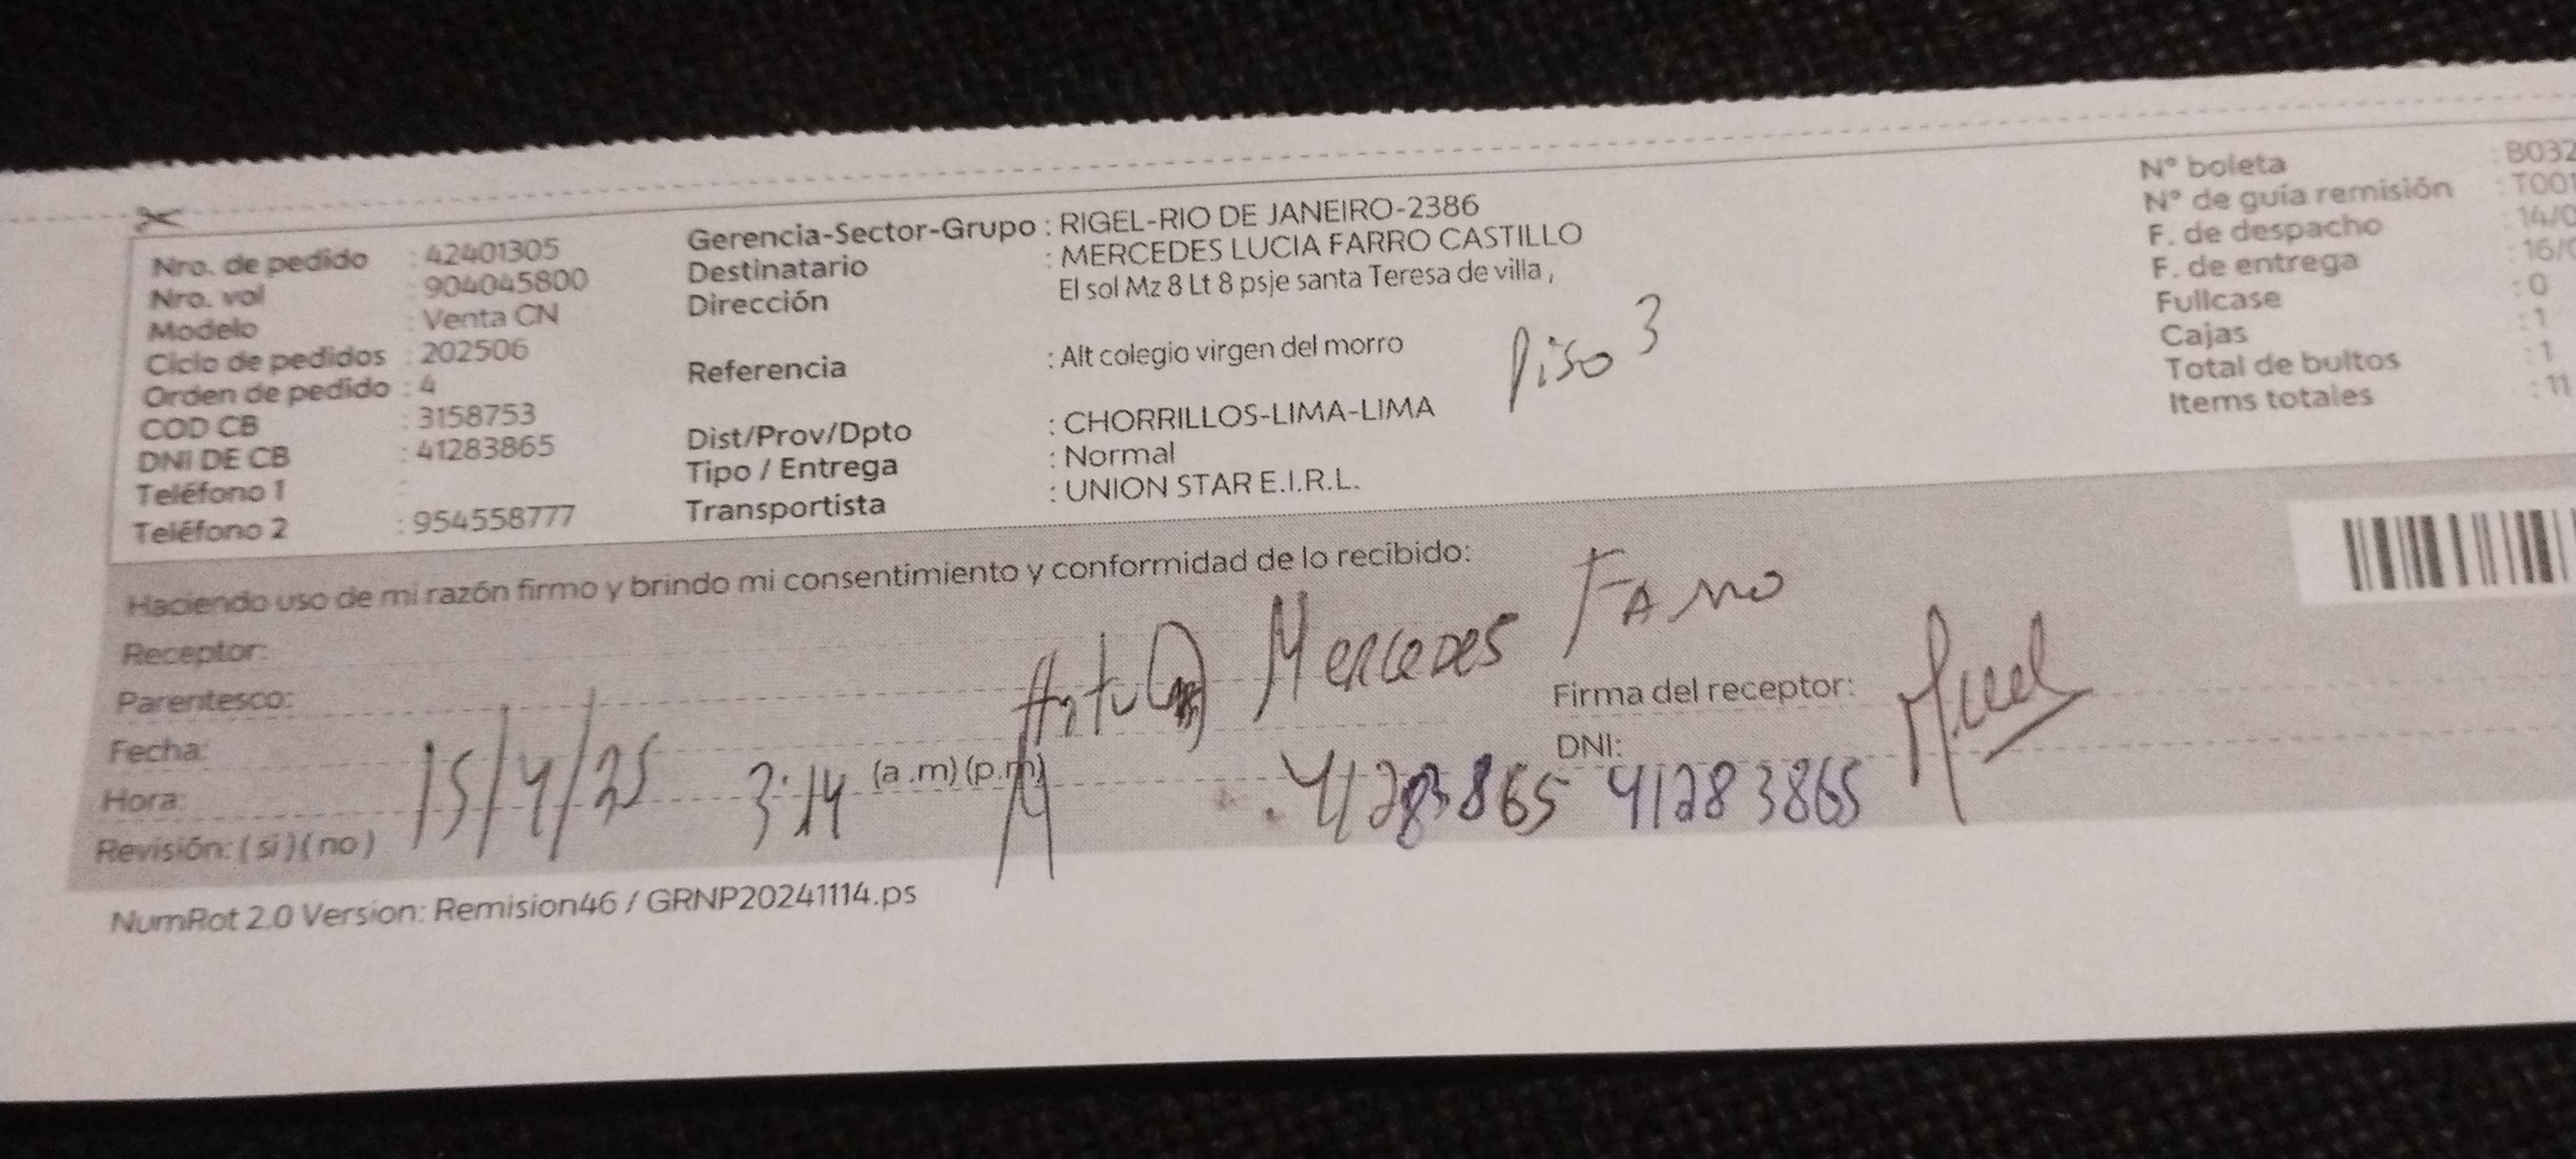 Nro. de pedido : 42401305
Nro. vol : 904045800
Modelo : Venta CN
Ciclo de pedidos : 202506
Orden de pedido : 4
COD CB : 3158753
DNI DE CB : 41283865
Teléfono 1 :
Teléfono 2 : 954558777
Gerencia-Sector-Grupo : RIGEL-RIO DE JANEIRO-2386
Destinatario : MERCEDES LUCIA FARRO CASTILLO
Dirección El sol Mz 8 Lt 8 psje santa Teresa de villa ,
Referencia : Alt colegio virgen del morro
Piso 3
Dist/Prov/Dpto : CHORRILLOS-LIMA-LIMA
Tipo / Entrega : Normal
Transportista : UNION STAR E.I.R.L.
N° boleta : B032
N° de guía remisión : T001
F. de despacho : 14/0
F. de entrega : 16/0
Fullcase : 0
Cajas : 1
Total de bultos : 1
Items totales : 11
Haciendo uso de mi razón firmo y brindo mi consentimiento y conformidad de lo recibido:
Receptor: Mercedes Farro
Parentesco:
Firma del receptor:
Fecha: 15/4/25
DNI: 41283865 41283865
Hora: 3:14 (a .m) (p.m)
Revisión: ( si ) ( no )
NumRot 2.0 Version: Remision46 / GRNP20241114.ps